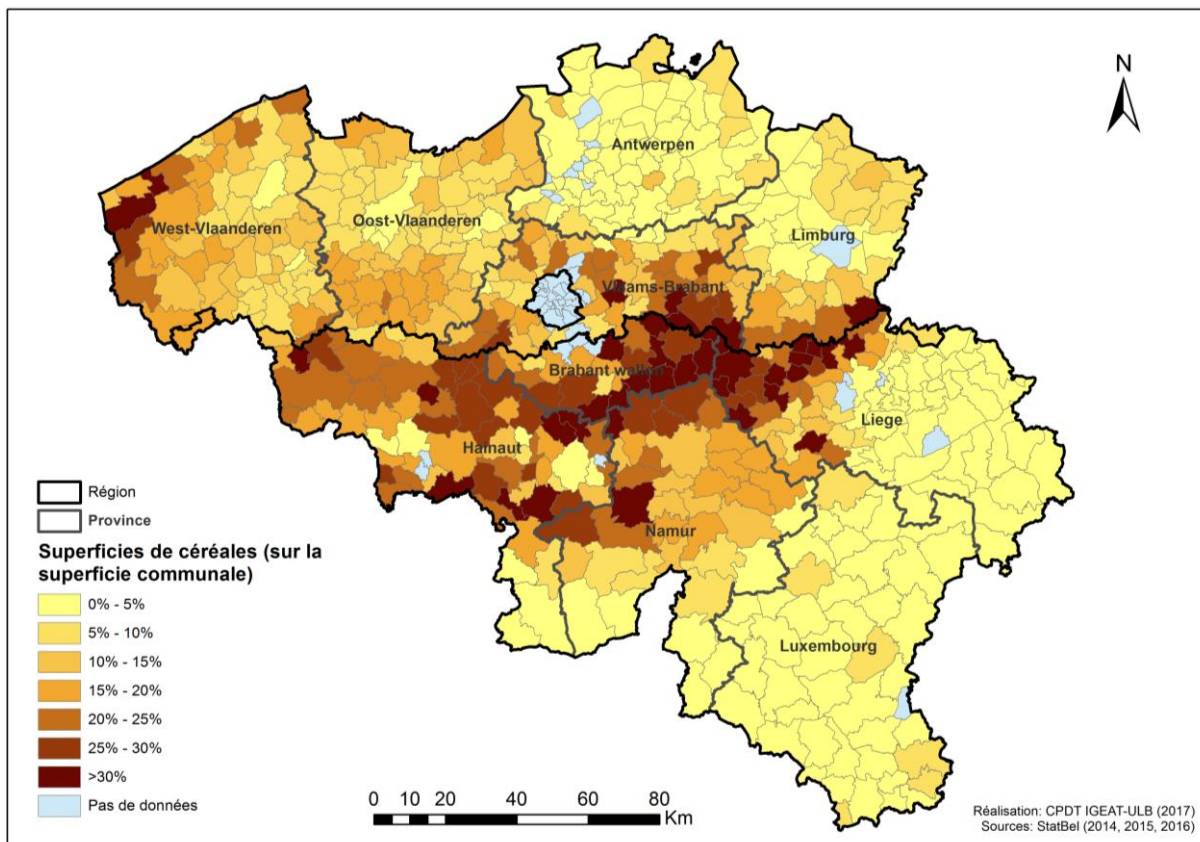 N
Antwerpen
West-Vlaanderen
Oost-Vlaanderen
Limburg
Vlaams-Brabant
Brabant wallon
Liege
Hainaut
Namur
Luxembourg
Région
Province
Superficies de céréales (sur la
superficie communale)
0% - 5%
5% - 10%
10% - 15%
15% - 20%
20% - 25%
25% - 30%
>30%
Pas de données
0 10 20 40 60 80
Km
Réalisation: CPDT IGEAT-ULB (2017)
Sources: StatBel (2014, 2015, 2016)